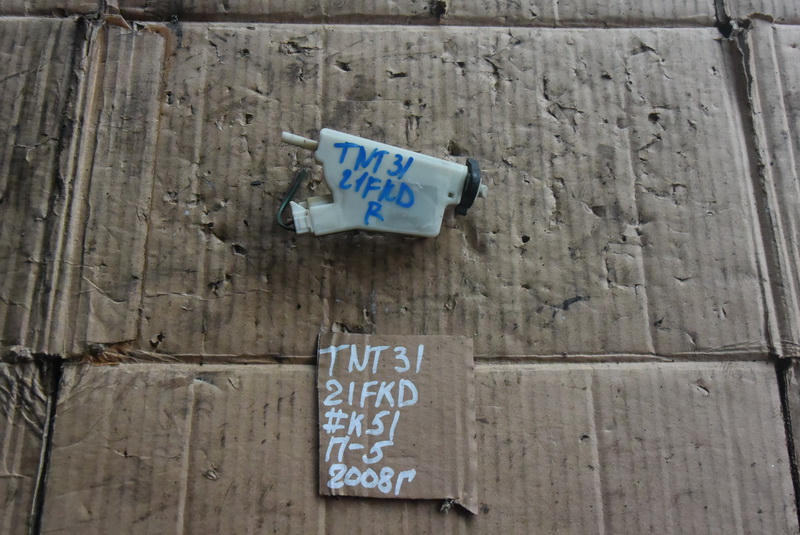 TNT31
21FKD
R
TNT31
21FKD
#K51
П-5
2008г